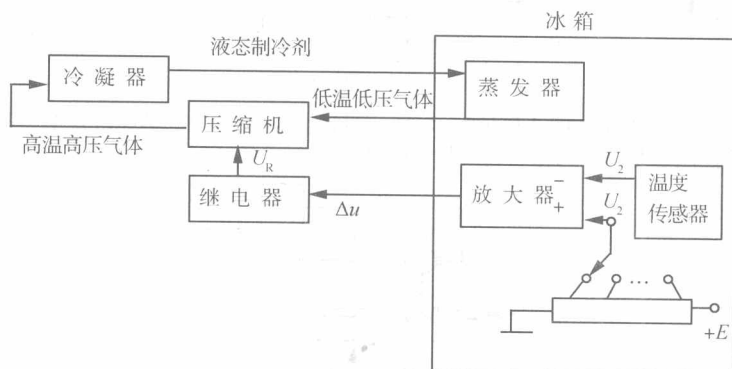 冰箱
液态制冷剂
冷凝器
蒸发器
低温低压气体
压缩机
高温高压气体
U_R
继电器
Δu
放大器
−
+
U_2
U_2
温度
传感器
…
+E